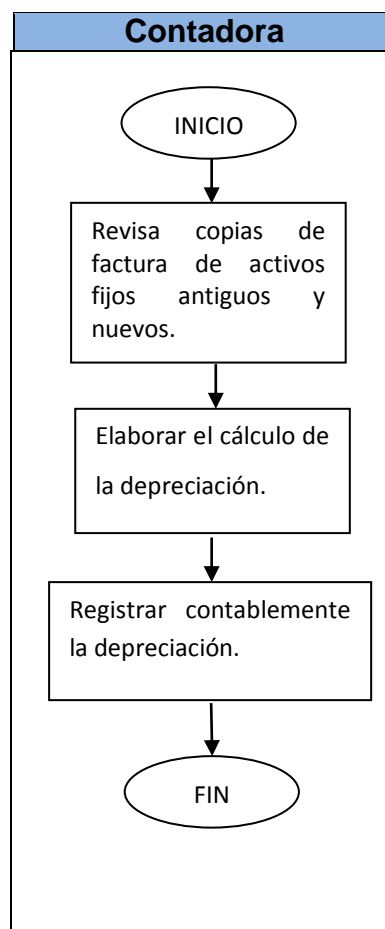 Contadora
INICIO
Revisa copias de
factura de activos
fijos antiguos y
nuevos.
Elaborar el cálculo de
la depreciación.
Registrar contablemente
la depreciación.
FIN